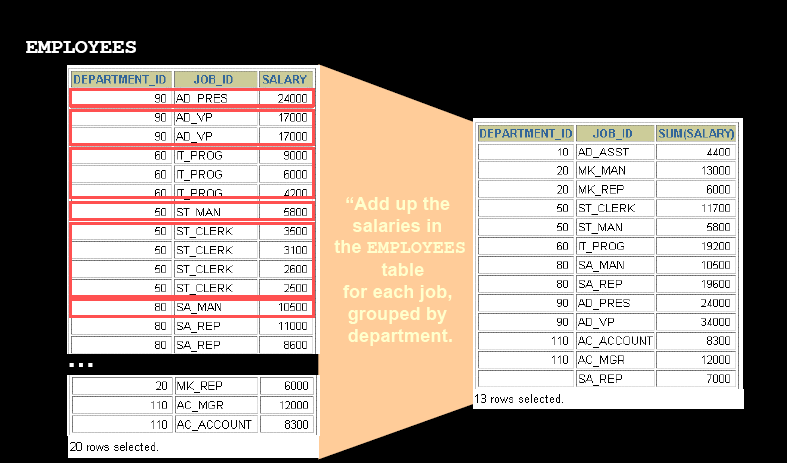 EMPLOYEES
DEPARTMENT_ID JOB_ID SALARY
90 AD_PRES 24000
90 AD_VP 17000
90 AD_VP 17000
60 IT_PROG 9000
60 IT_PROG 6000
60 IT_PROG 4200
50 ST_MAN 5800
50 ST_CLERK 3500
50 ST_CLERK 3100
50 ST_CLERK 2600
50 ST_CLERK 2500
80 SA_MAN 10500
80 SA_REP 11000
80 SA_REP 8600
...
20 MK_REP 6000
110 AC_MGR 12000
110 AC_ACCOUNT 8300
20 rows selected.
“Add up the
salaries in
the EMPLOYEES
table
for each job,
grouped by
department.
DEPARTMENT_ID JOB_ID SUM(SALARY)
10 AD_ASST 4400
20 MK_MAN 13000
20 MK_REP 6000
50 ST_CLERK 11700
50 ST_MAN 5800
60 IT_PROG 19200
80 SA_MAN 10500
80 SA_REP 19600
90 AD_PRES 24000
90 AD_VP 34000
110 AC_ACCOUNT 8300
110 AC_MGR 12000
SA_REP 7000
13 rows selected.